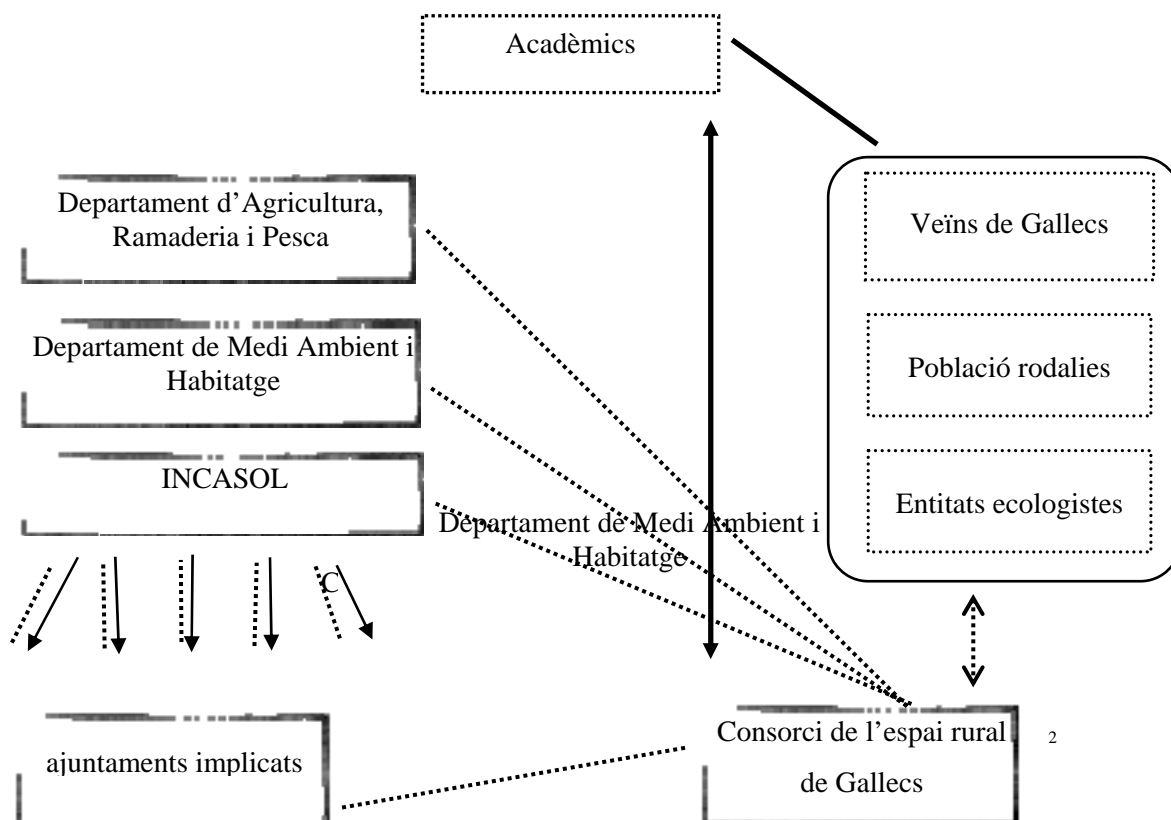 Acadèmics
Departament d’Agricultura,
Ramaderia i Pesca
Veïns de Gallecs
Departament de Medi Ambient i
Habitatge
Població rodalies
INCASOL
Entitats ecologistes
Departament de Medi Ambient i
Habitatge
C
Consorci de l’espai rural
de Gallecs
2
ajuntaments implicats